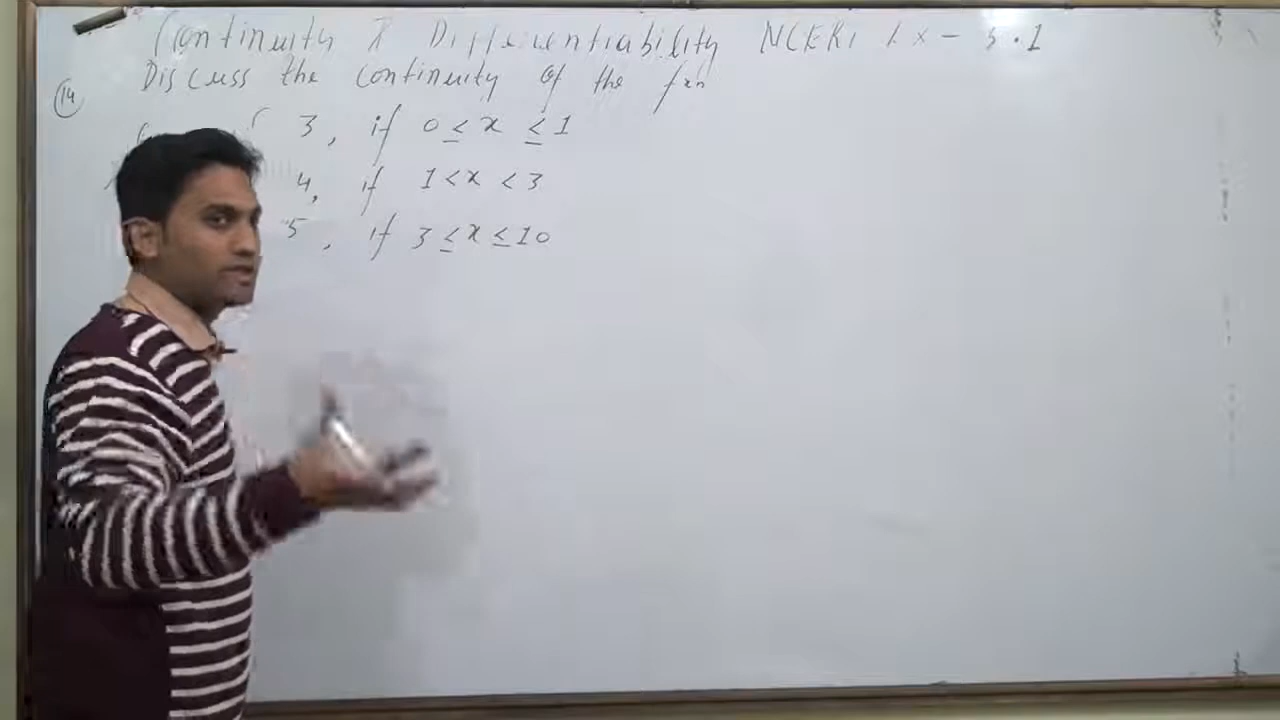 Continuity & Differentiability NCERT Ex - 5.1
(14) Discuss the continuity of the fxn
3, if 0 ≤ x ≤ 1
4, if 1 < x < 3
5, if 3 ≤ x ≤ 10